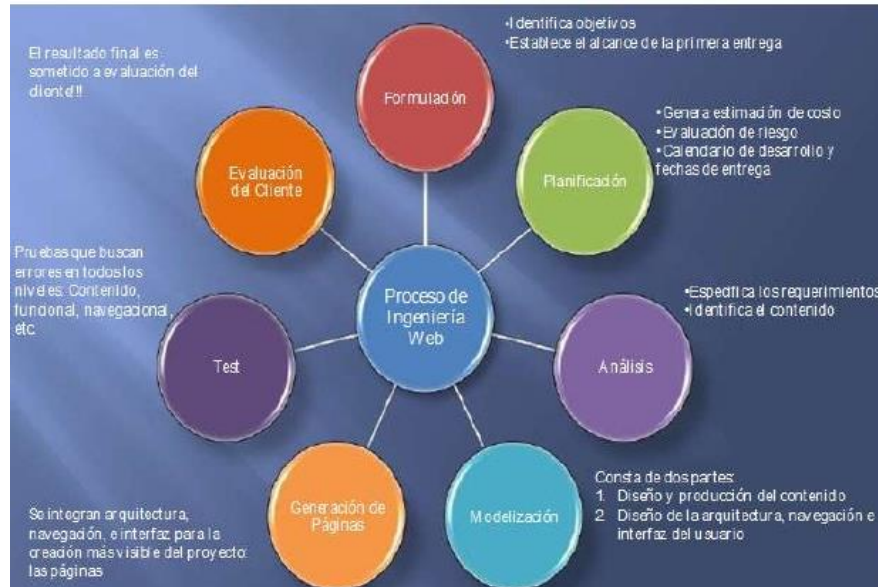 •Identifica objetivos
•Establece el alcance de la primera entrega
El resultado final es
sometido a evaluación del
cliente!!!
Formulación
•Genera estimación de costo
•Evaluación de riesgo
•Calendario de desarrollo y
fechas de entrega
Evaluación
del Cliente
Planificación
Pruebas que buscan
errores en todos los
niveles: Contenido,
funcional, navegacional,
etc
Proceso de
Ingeniería
Web
•Especifica los requerimientos
•Identifica el contenido
Test
Análisis
Generación de
Páginas
Modelización
Consta de dos partes:
1. Diseño y producción del contenido
2. Diseño de la arquitectura, navegación e
interfaz del usuario
Se integran arquitectura,
navegación, e interfaz para la
creación más visible del proyecto:
las páginas